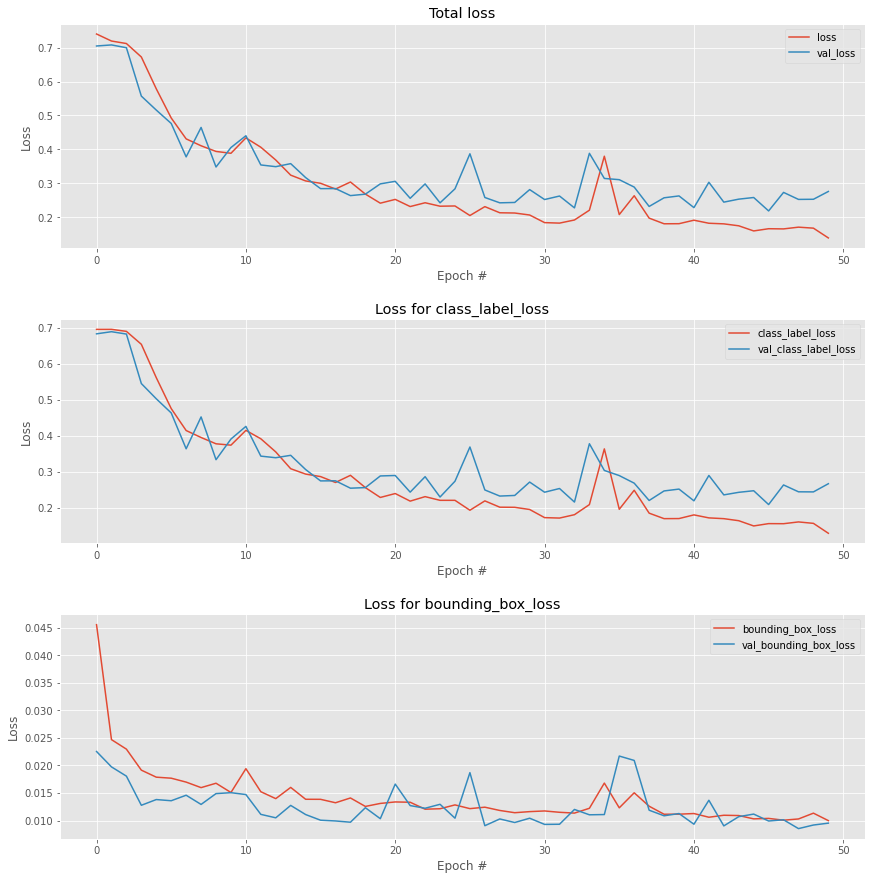 Total loss
Loss
0.7
0.6
0.5
0.4
0.3
0.2
loss
val_loss
0 10 20 30 40 50
Epoch #
Loss for class_label_loss
Loss
0.7
0.6
0.5
0.4
0.3
0.2
class_label_loss
val_class_label_loss
0 10 20 30 40 50
Epoch #
Loss for bounding_box_loss
Loss
0.045
0.040
0.035
0.030
0.025
0.020
0.015
0.010
bounding_box_loss
val_bounding_box_loss
0 10 20 30 40 50
Epoch #